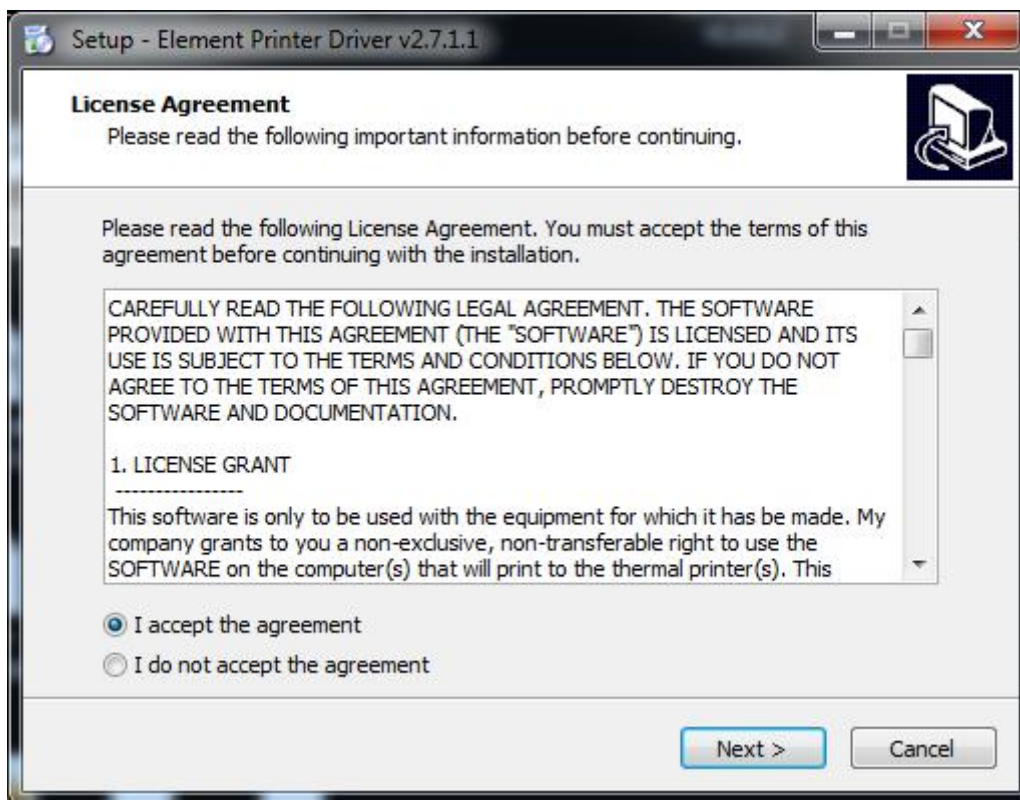 Setup - Element Printer Driver v2.7.1.1
License Agreement
Please read the following important information before continuing.
Please read the following License Agreement. You must accept the terms of this
agreement before continuing with the installation.
CAREFULLY READ THE FOLLOWING LEGAL AGREEMENT. THE SOFTWARE
PROVIDED WITH THIS AGREEMENT (THE "SOFTWARE") IS LICENSED AND ITS
USE IS SUBJECT TO THE TERMS AND CONDITIONS BELOW. IF YOU DO NOT
AGREE TO THE TERMS OF THIS AGREEMENT, PROMPTLY DESTROY THE
SOFTWARE AND DOCUMENTATION.
1. LICENSE GRANT
----------------
This software is only to be used with the equipment for which it has be made. My
company grants to you a non-exclusive, non-transferable right to use the
SOFTWARE on the computer(s) that will print to the thermal printer(s). This
I accept the agreement
I do not accept the agreement
Next >
Cancel